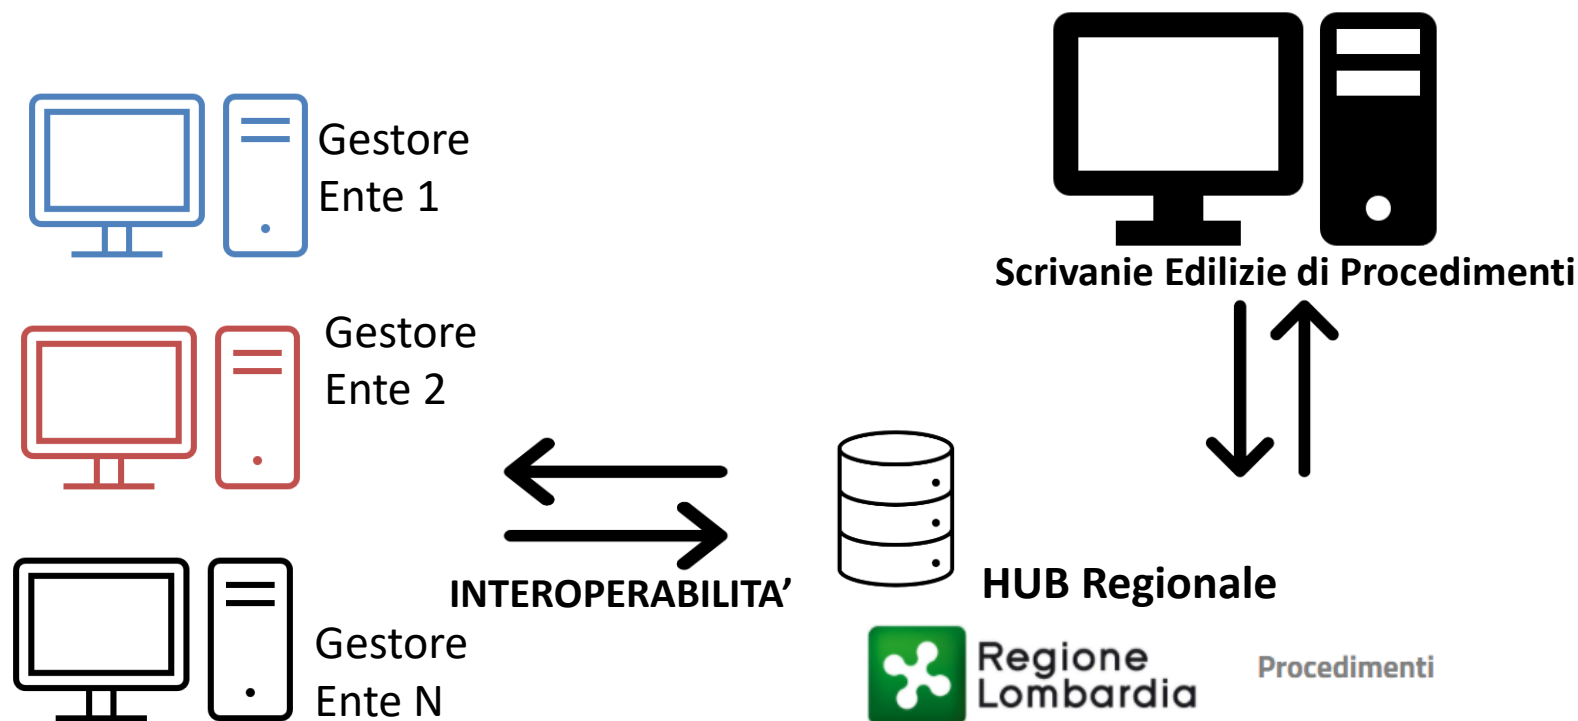 Gestore
Ente 1
Scrivanie Edilizie di Procedimenti
Gestore
Ente 2
INTEROPERABILITA’
HUB Regionale
Gestore
Ente N
Regione
Lombardia
Procedimenti